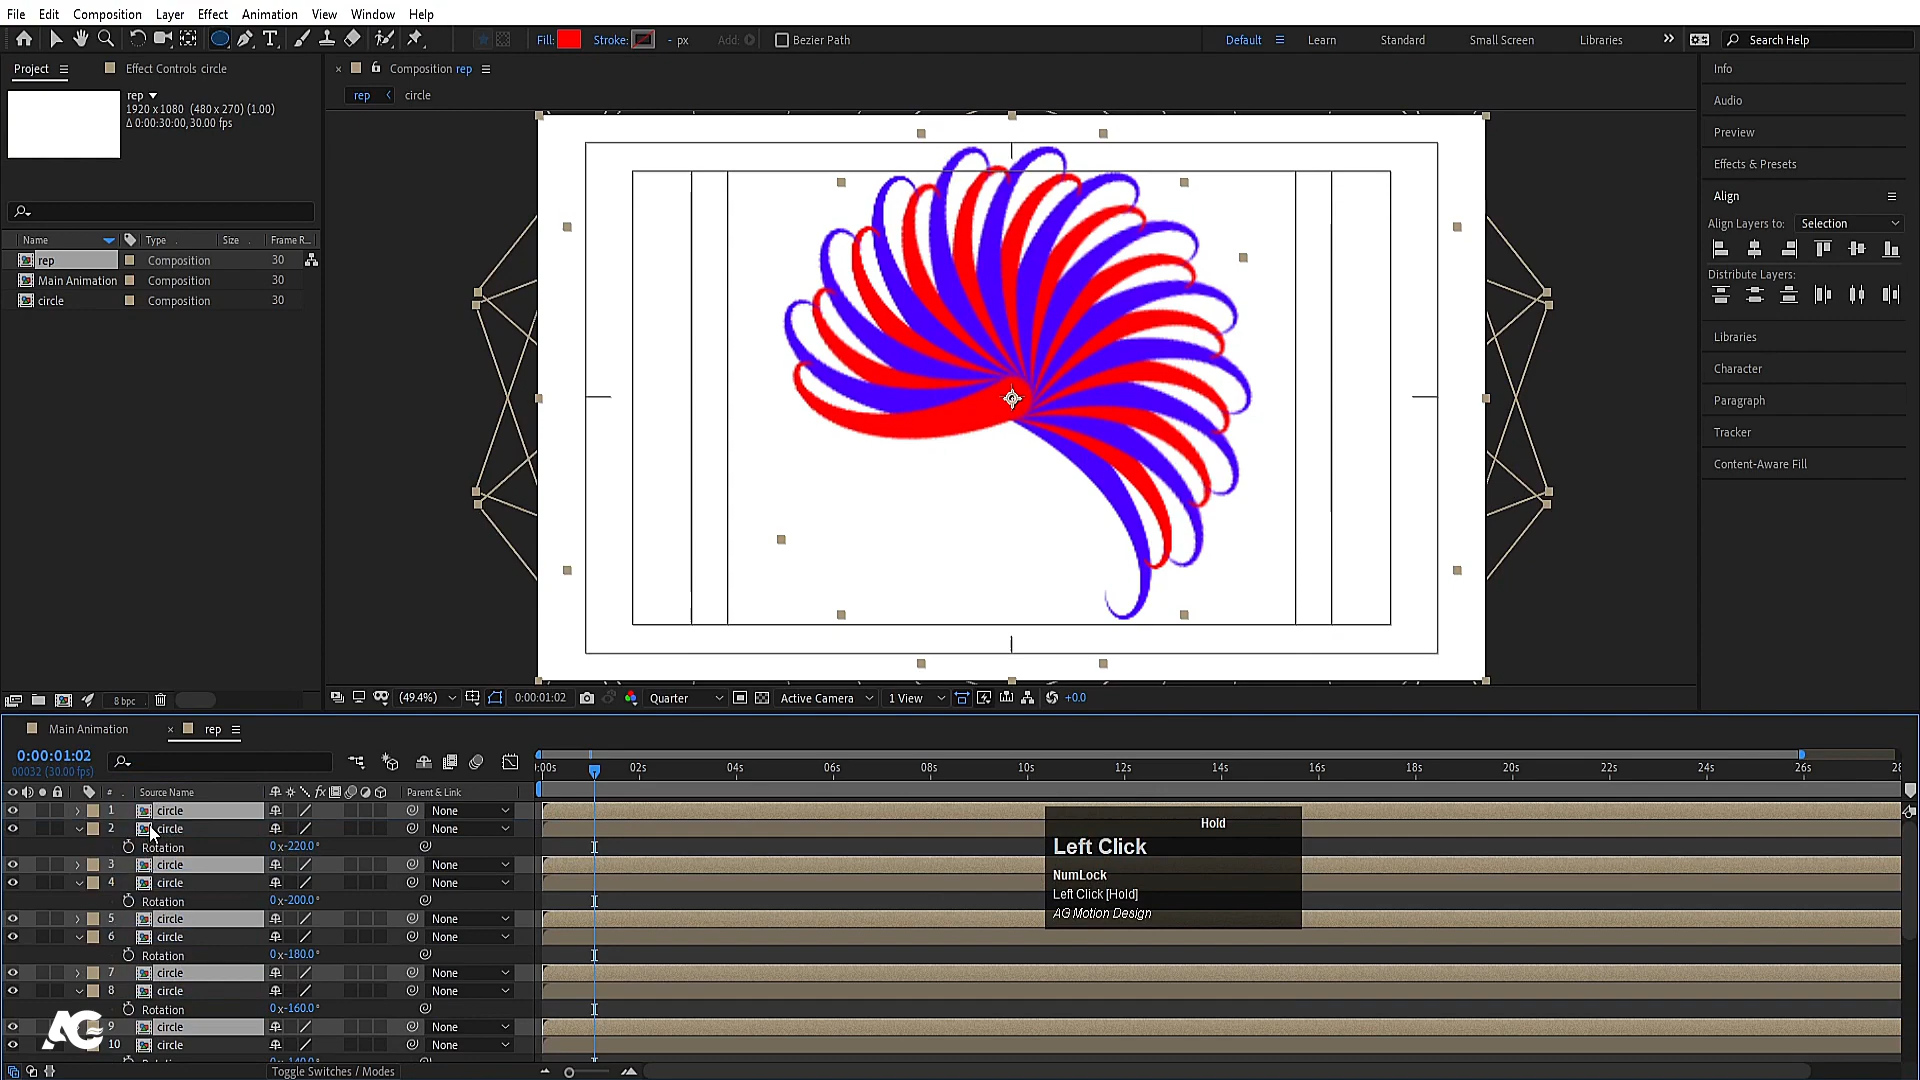 File Edit Composition Layer Effect Animation View Window Help
Fill: Stroke: - px Add: Bezier Path Default Learn Standard Small Screen Libraries Search Help
Project Effect Controls circle Composition rep
rep circle
rep
1920 x 1080 (480 x 270) (1.00)
Δ 0:00:30:00, 30.00 fps
Name Type Size Frame R...
rep Composition 30
Main Animation Composition 30
circle Composition 30
Info
Audio
Preview
Effects & Presets
Align
Align Layers to: Selection
Distribute Layers:
Libraries
Character
Paragraph
Tracker
Content-Aware Fill
8 bpc (49.4%) 0:00:01:02 Quarter Active Camera 1 View +0.0
Main Animation rep
0:00:01:02
00032 (30.00 fps)
:00s 02s 04s 06s 08s 10s 12s 14s 16s 18s 20s 22s 24s 26s 28
# Source Name Parent & Link
1 circle None
2 circle None
Rotation 0x-220.0°
3 circle None
4 circle None
Rotation 0x-200.0°
5 circle None
6 circle None
Rotation 0x-180.0°
7 circle None
8 circle None
Rotation 0x-160.0°
9 circle None
10 circle None
Hold
Left Click
NumLock
Left Click [Hold]
AG Motion Design
AG
Toggle Switches / Modes